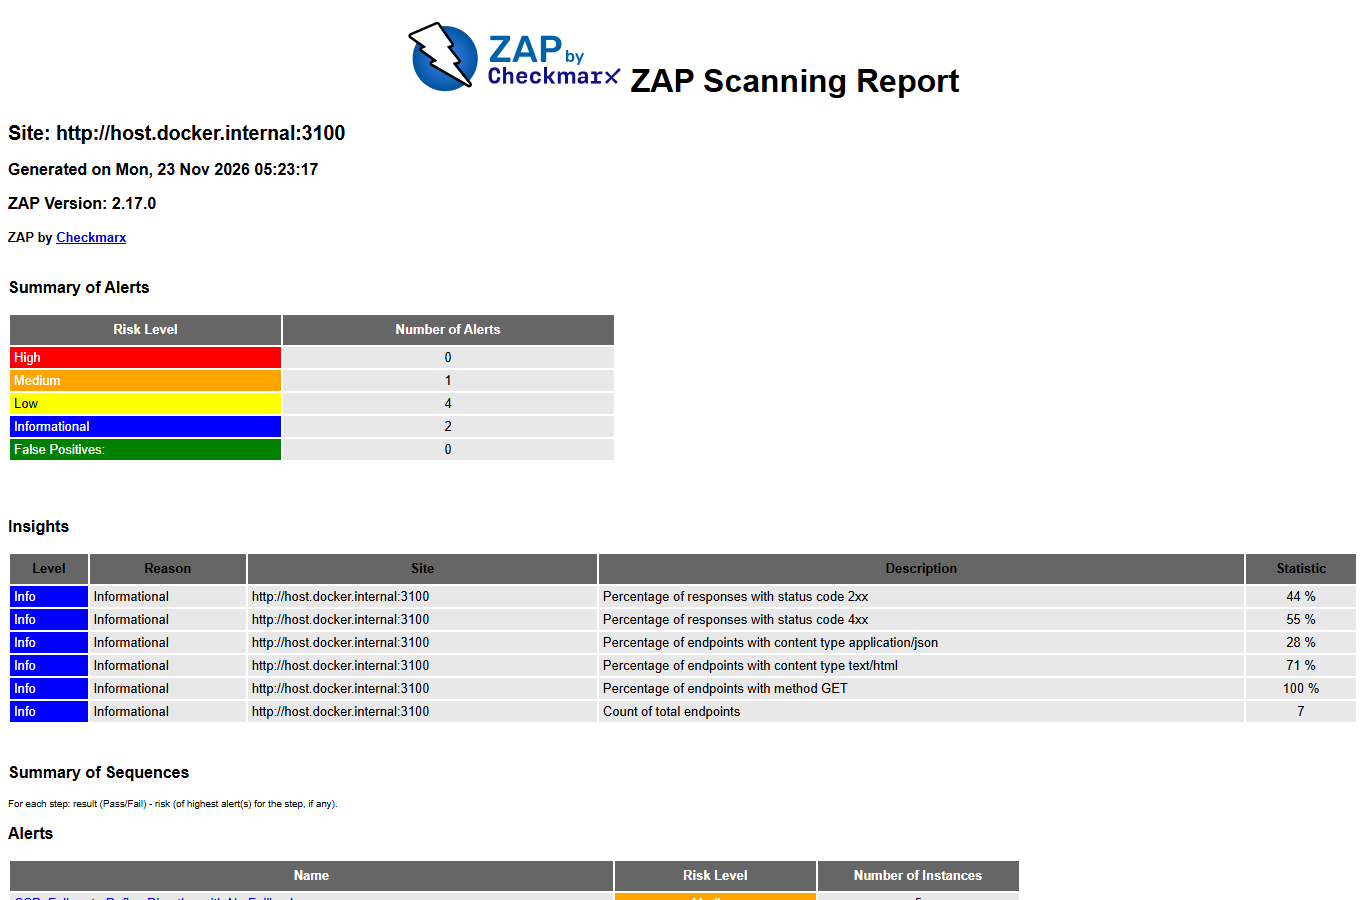 ZAP by
Checkmarx ZAP Scanning Report
Site: http://host.docker.internal:3100
Generated on Mon, 23 Nov 2026 05:23:17
ZAP Version: 2.17.0
ZAP by Checkmarx
Summary of Alerts
Risk Level Number of Alerts
High 0
Medium 1
Low 4
Informational 2
False Positives: 0
Insights
Level Reason Site Description Statistic
Info Informational http://host.docker.internal:3100 Percentage of responses with status code 2xx 44 %
Info Informational http://host.docker.internal:3100 Percentage of responses with status code 4xx 55 %
Info Informational http://host.docker.internal:3100 Percentage of endpoints with content type application/json 28 %
Info Informational http://host.docker.internal:3100 Percentage of endpoints with content type text/html 71 %
Info Informational http://host.docker.internal:3100 Percentage of endpoints with method GET 100 %
Info Informational http://host.docker.internal:3100 Count of total endpoints 7
Summary of Sequences
For each step: result (Pass/Fail) - risk (of highest alert(s) for the step, if any).
Alerts
Name Risk Level Number of Instances